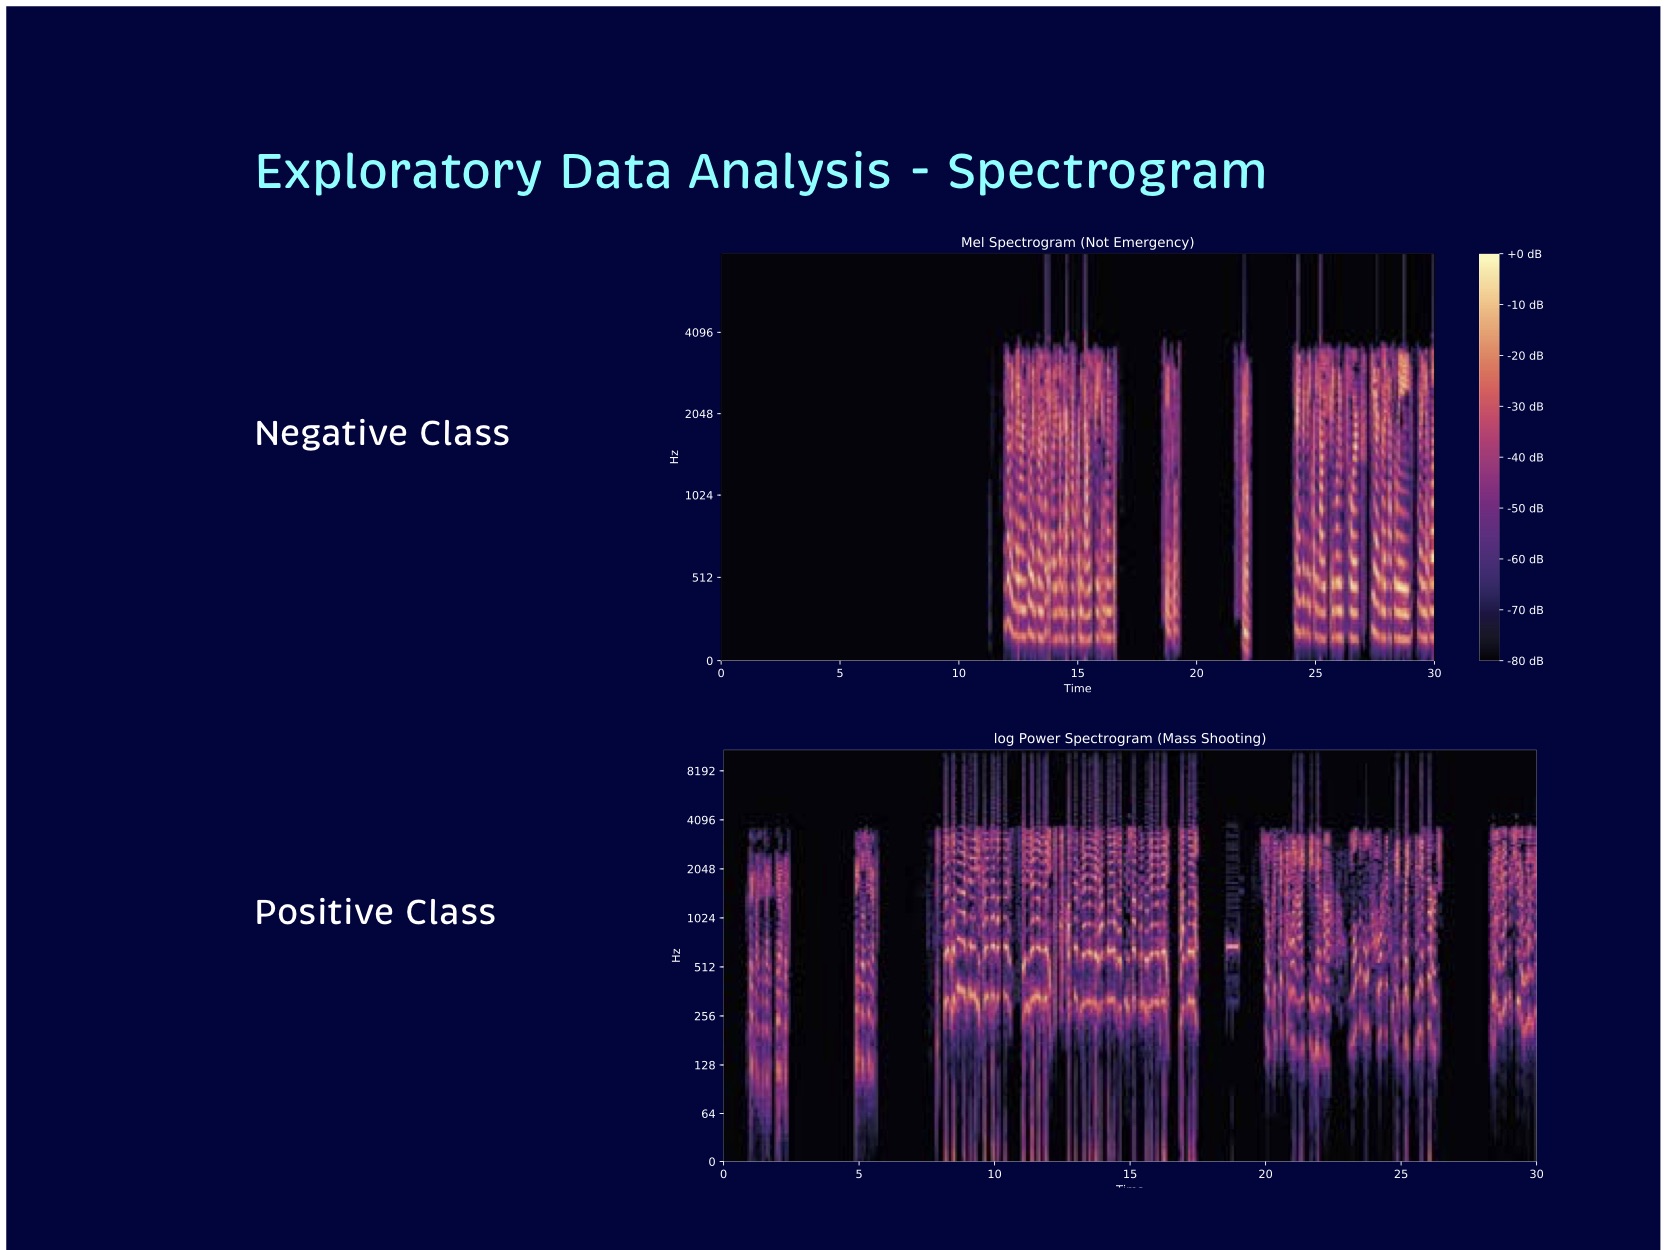 Exploratory Data Analysis - Spectrogram
Mel Spectrogram (Not Emergency)
+0 dB
-10 dB
4096
-20 dB
-30 dB
2048
Negative Class
Hz
-40 dB
1024
-50 dB
-60 dB
512
-70 dB
0
-80 dB
0 5 10 15 20 25 30
Time
log Power Spectrogram (Mass Shooting)
8192
4096
2048
Positive Class
1024
Hz
512
256
128
64
0
0 5 10 15 20 25 30